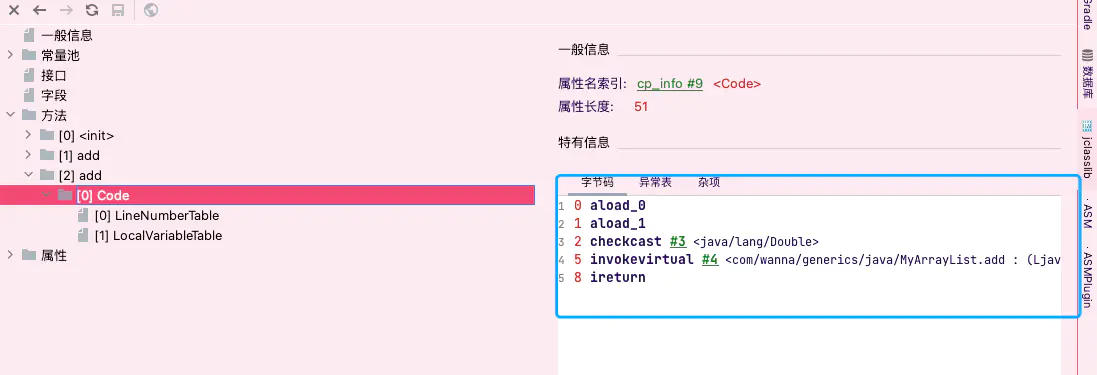 一般信息
常量池
接口
字段
方法
[0] <init>
[1] add
[2] add
[0] Code
[0] LineNumberTable
[1] LocalVariableTable
属性
一般信息
属性名索引: cp_info #9 <Code>
属性长度: 51
特有信息
字节码 异常表 杂项
1 0 aload_0
2 1 aload_1
3 2 checkcast #3 <java/lang/Double>
4 5 invokevirtual #4 <com/wanna/generics/java/MyArrayList.add : (Ljav
5 8 ireturn
Gradle
数据库
jclasslib
ASM
ASMPlugin